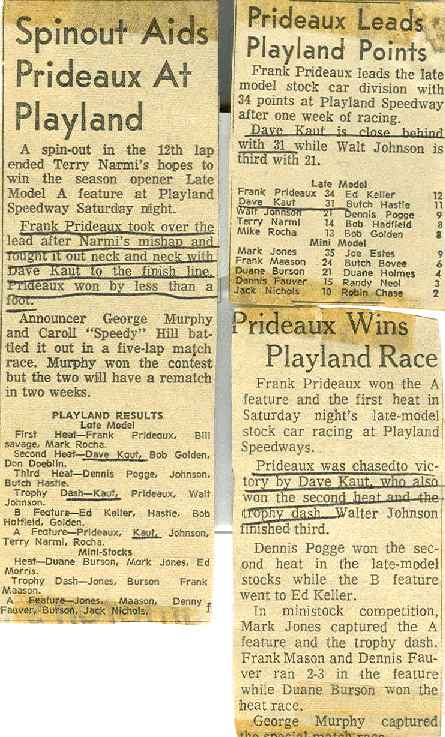 Spinout Aids
Prideaux At
Playland
A spin-out in the 12th lap
ended Terry Narmi's hopes to
win the season opener Late
Model A feature at Playland
Speedway Saturday night.
Frank Prideaux took over the
lead after Narmi's mishap and
fought it out neck and neck with
Dave Kaut to the finish line.
Prideaux won by less than a
foot.
Announcer George Murphy
and Caroll "Speedy" Hill bat-
tled it out in a five-lap match
race. Murphy won the contest
but the two will have a rematch
in two weeks.
PLAYLAND RESULTS
Late Model
First Heat—Frank Prideaux, Bill
savage, Mark Rocha.
Second Heat—Dave Kaut, Bob Golden,
Don Doeblin.
Third Heat—Dennis Pogge, Johnson,
Butch Hastie.
Trophy Dash—Kaut, Prideaux, Walt
Johnson.
B Feature—Ed Keller, Hastie, Bob
Hatfield, Golden.
A Feature—Prideaux, Kaut, Johnson,
Terry Narmi, Rocha.
Mini-Stocks
Heat—Duane Burson, Mark Jones, Ed
Morris.
Trophy Dash—Jones, Burson Frank
Maason.
A Feature—Jones, Maason, Denny
Fauver, Burson, Jack Nichols.
Prideaux Leads
Playland Points
Frank Prideaux leads the late
model stock car division with
34 points at Playland Speedway
after one week of racing.
Dave Kaut is close behind
with 31 while Walt Johnson is
third with 21.
Late Model
Frank Prideaux 34 Ed Keller 12
Dave Kaut 31 Butch Hastie 11
Walt Johnson 21 Dennis Pogge 9
Terry Narmi 14 Bob Hadfield 8
Mike Rocha 13 Bob Golden 8
Mini Model
Mark Jones 35 Joe Estes 9
Frank Meason 24 Butch Bovee 6
Duane Burson 21 Duane Holmes 4
Dennis Fauver 15 Randy Neol 3
Jack Nichols 10 Robin Chase 2
Prideaux Wins
Playland Race
Frank Prideaux won the A
feature and the first heat in
Saturday night's late-model
stock car racing at Playland
Speedways.
Prideaux was chasedto vic-
tory by Dave Kaut, who also
won the second heat and the
trophy dash. Walter Johnson
finished third.
Dennis Pogge won the sec-
ond heat in the late-model
stocks while the B feature
went to Ed Keller.
In ministock competition,
Mark Jones captured the A
feature and the trophy dash.
Frank Mason and Dennis Fau-
ver ran 2-3 in the feature
while Duane Burson won the
heat race.
George Murphy captured
the special match race